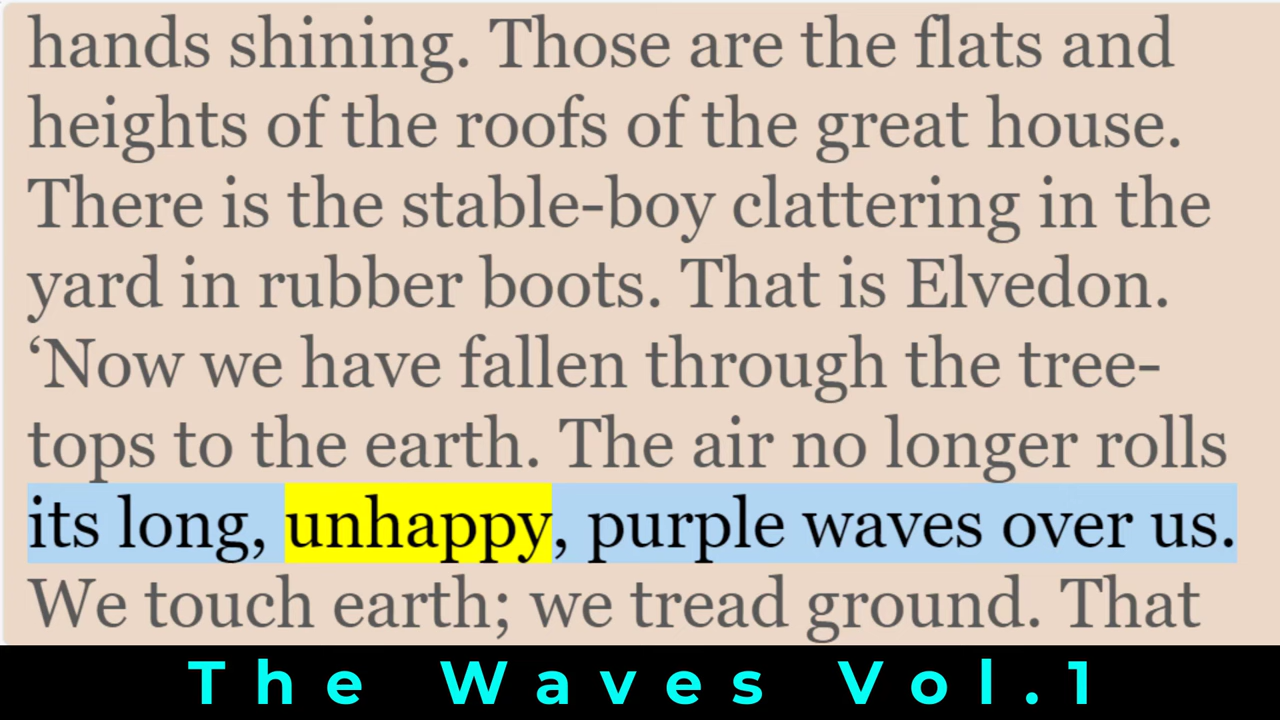 hands shining. Those are the flats and
heights of the roofs of the great house.
There is the stable-boy clattering in the
yard in rubber boots. That is Elvedon.
‘Now we have fallen through the tree-
tops to the earth. The air no longer rolls
its long, unhappy, purple waves over us.
We touch earth; we tread ground. That
The Waves Vol.1